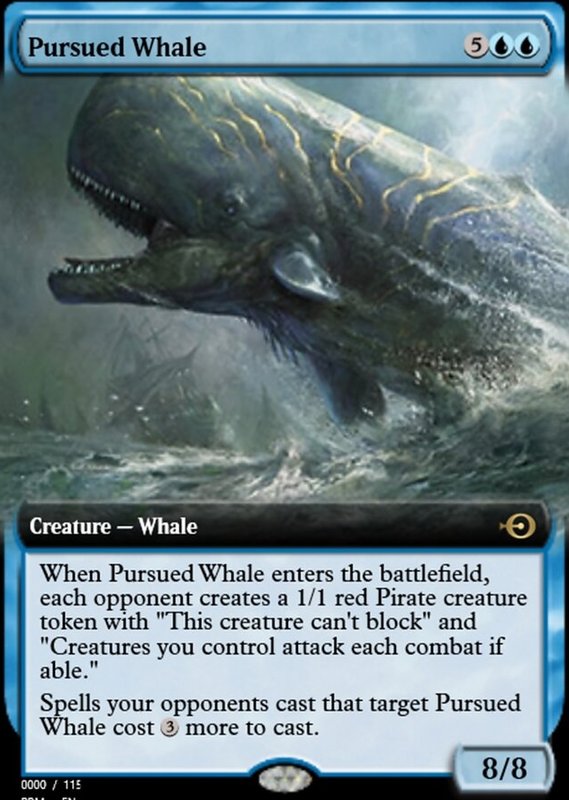 Pursued Whale 5
Creature — Whale
When Pursued Whale enters the battlefield,
each opponent creates a 1/1 red Pirate creature
token with "This creature can't block" and
"Creatures you control attack each combat if
able."
Spells your opponents cast that target Pursued
Whale cost 3 more to cast.
8/8
0000 / 115